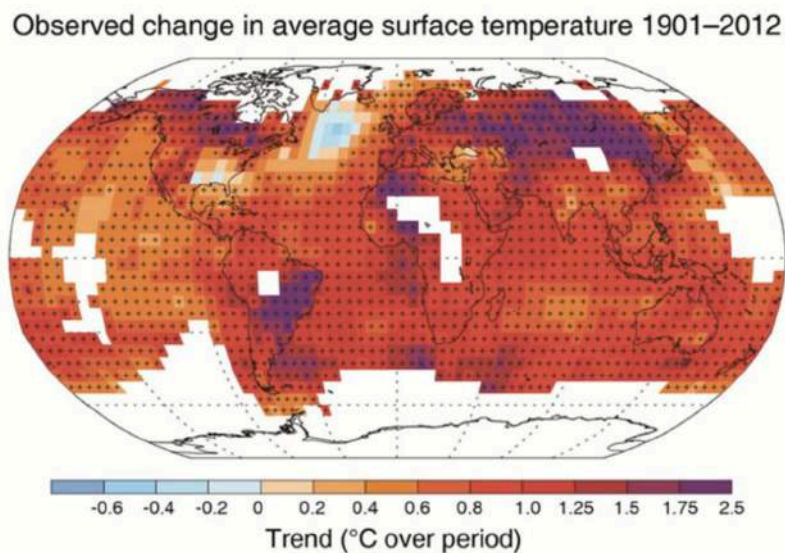 Observed change in average surface temperature 1901–2012
-0.6 -0.4 -0.2 0 0.2 0.4 0.6 0.8 1.0 1.25 1.5 1.75 2.5
Trend (°C over period)